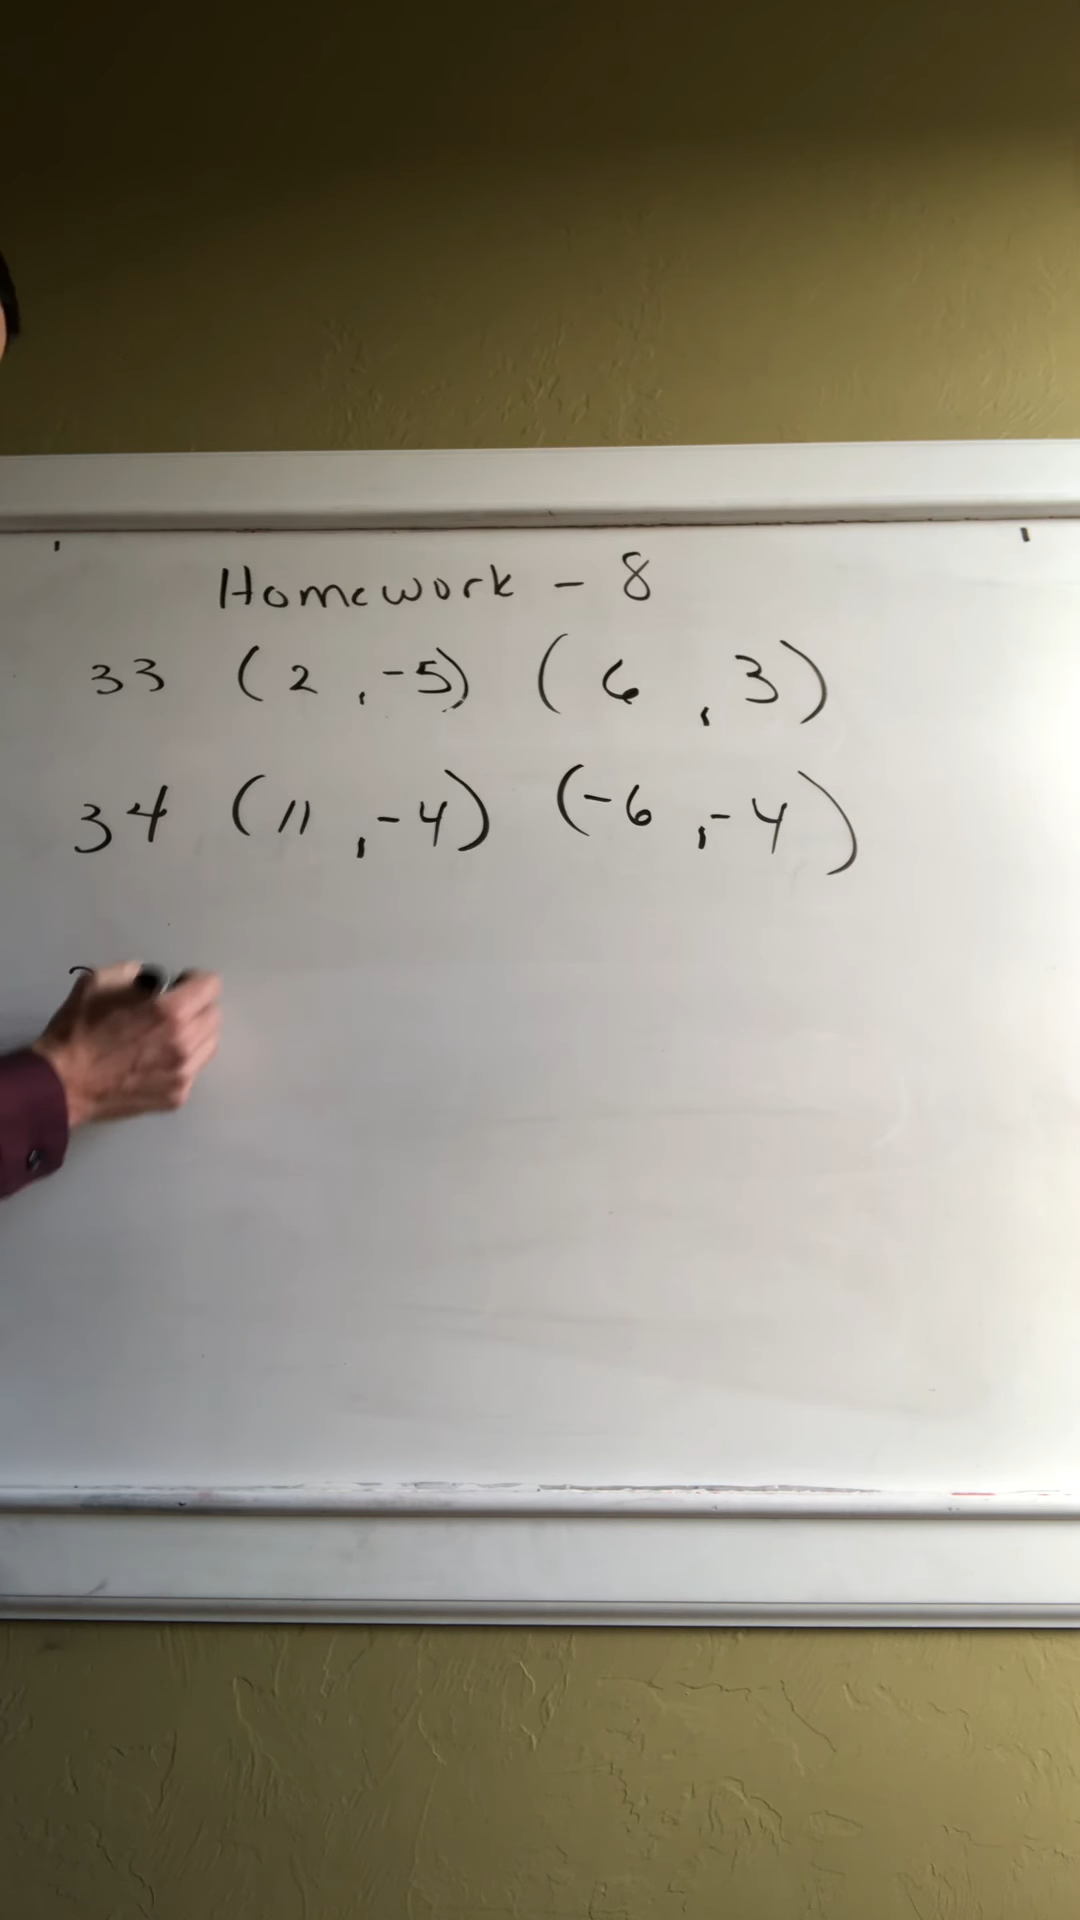 Homework - 8
33 (2, -5) (6, 3)
34 (11, -4) (-6, -4)